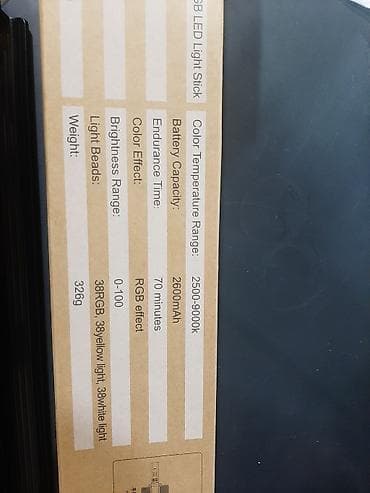 GB LED Light Stick
Color Temperature Range: 2500-9000k
Battery Capacity: 2600mAh
Endurance Time: 70 minutes
Color Effect: RGB effect
Brightness Range: 0-100
Light Beads: 38RGB, 38yellow light, 38white light
Weight: 326g